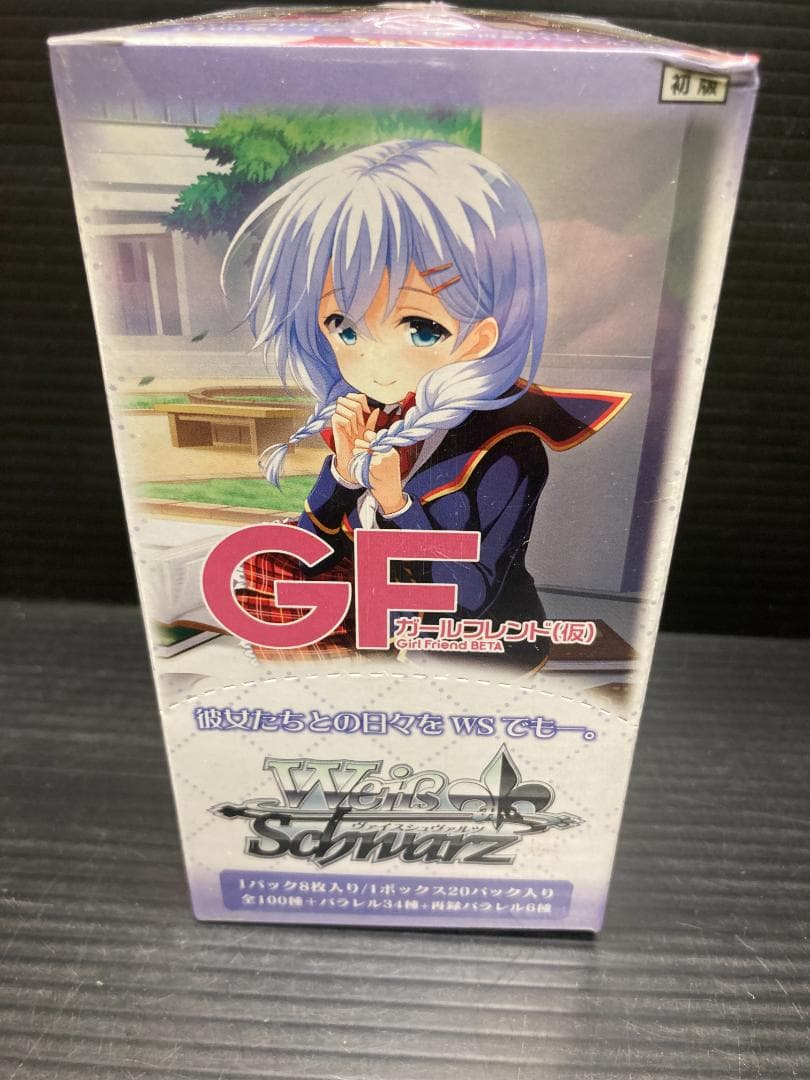 初版
GF
ガールフレンド(仮)
Girl Friend BETA
彼女たちとの日々を WS でも―。
Weiß
ヴァイスシュヴァルツ
Schwarz
1パック8枚入り/1ボックス20パック入り
全100種+パラレル34種+再録パラレル6種